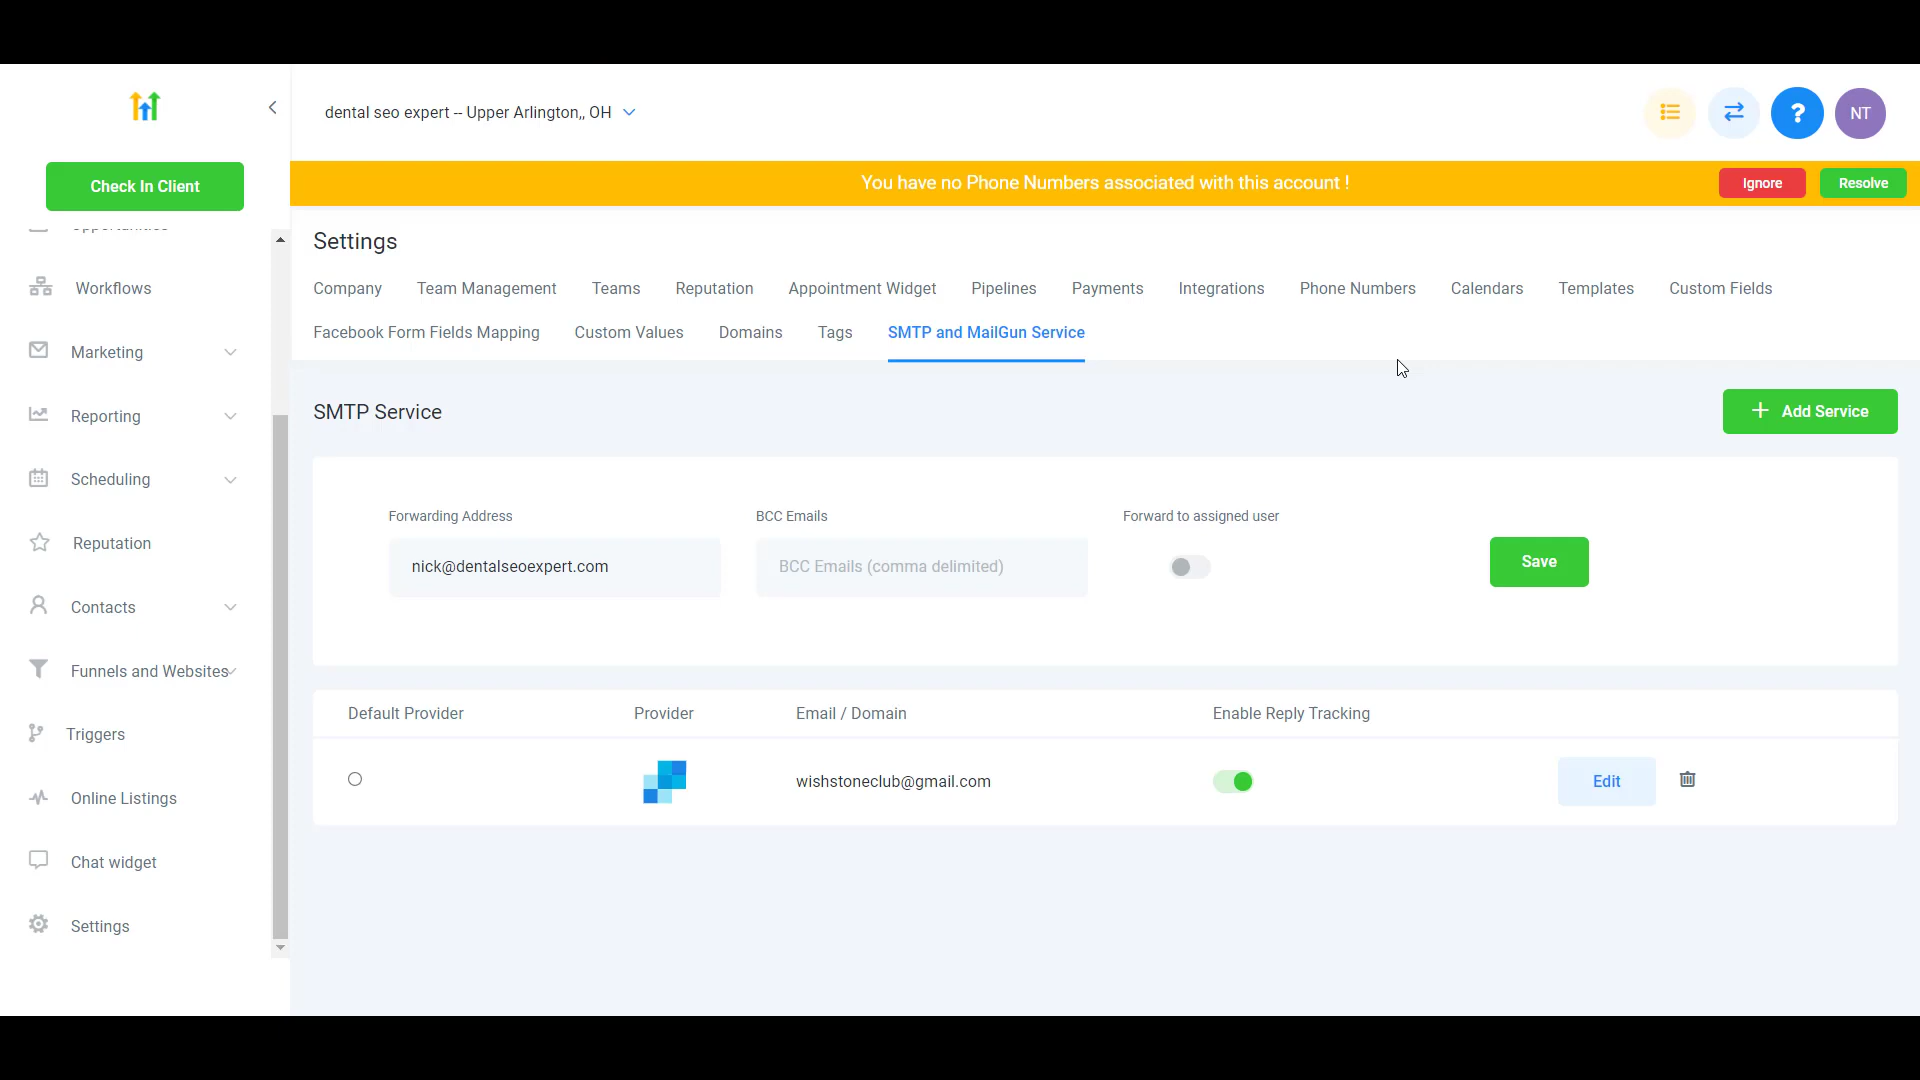 dental seo expert -- Upper Arlington,, OH
?
NT
Check In Client
You have no Phone Numbers associated with this account !
Ignore
Resolve
Opportunities
Workflows
Marketing
Reporting
Scheduling
Reputation
Contacts
Funnels and Websites
Triggers
Online Listings
Chat widget
Settings
Settings
Company Team Management Teams Reputation Appointment Widget Pipelines Payments Integrations Phone Numbers Calendars Templates Custom Fields
Facebook Form Fields Mapping Custom Values Domains Tags SMTP and MailGun Service
SMTP Service
+ Add Service
Forwarding Address BCC Emails Forward to assigned user
nick@dentalseoexpert.com BCC Emails (comma delimited)
Save
Default Provider Provider Email / Domain Enable Reply Tracking
wishstoneclub@gmail.com Edit